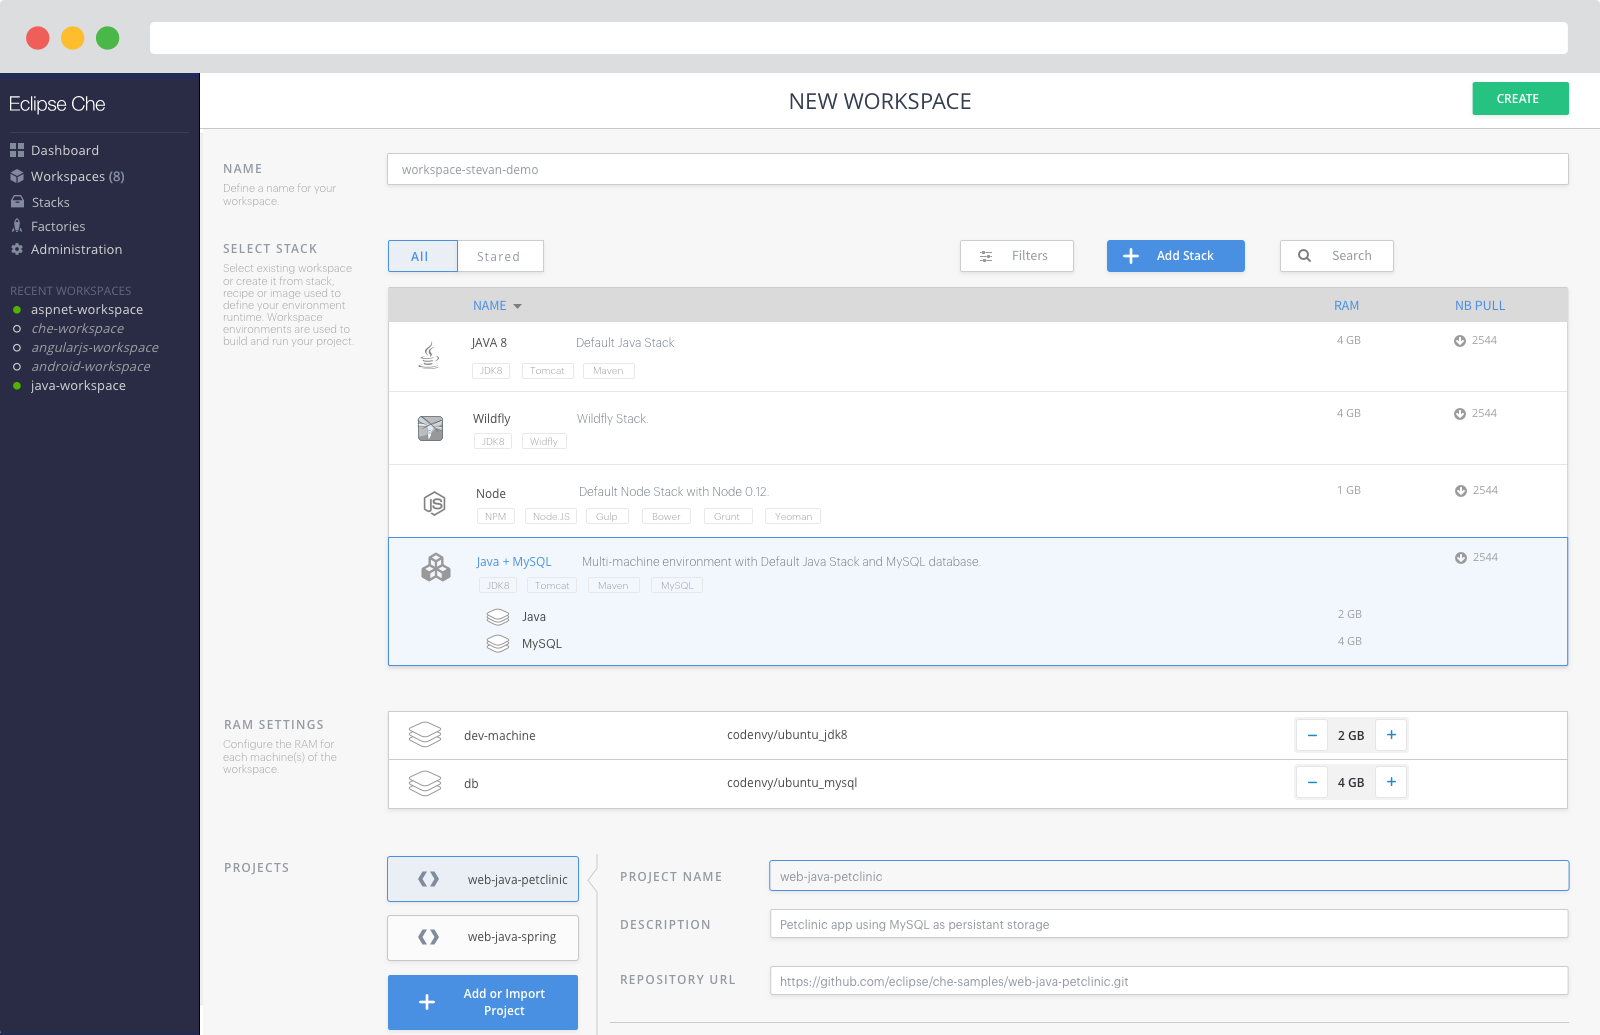 Eclipse Che
Dashboard
Workspaces (8)
Stacks
Factories
Administration
RECENT WORKSPACES
aspnet-workspace
che-workspace
angularjs-workspace
android-workspace
java-workspace
NEW WORKSPACE
CREATE
NAME
Define a name for your
workspace.
workspace-stevan-demo
SELECT STACK
Select existing workspace
or create it from stack,
recipe or image used to
define your environment
runtime. Workspace
environments are used to
build and run your project.
All
Stared
Filters
Add Stack
Search
NAME RAM NB PULL
JAVA 8 Default Java Stack 4 GB 2544
JDK8 Tomcat Maven
Wildfly Wildfly Stack. 4 GB 2544
JDK8 Widfly
Node Default Node Stack with Node 0.12. 1 GB 2544
NPM Node.JS Gulp Bower Grunt Yeoman
Java + MySQL Multi-machine environment with Default Java Stack and MySQL database. 2544
JDK8 Tomcat Maven MySQL
Java 2 GB
MySQL 4 GB
RAM SETTINGS
Configure the RAM for
each machine(s) of the
workspace.
dev-machine codenvy/ubuntu_jdk8 − 2 GB +
db codenvy/ubuntu_mysql − 4 GB +
PROJECTS
web-java-petclinic
web-java-spring
Add or Import
Project
PROJECT NAME web-java-petclinic
DESCRIPTION Petclinic app using MySQL as persistant storage
REPOSITORY URL https://github.com/eclipse/che-samples/web-java-petclinic.git